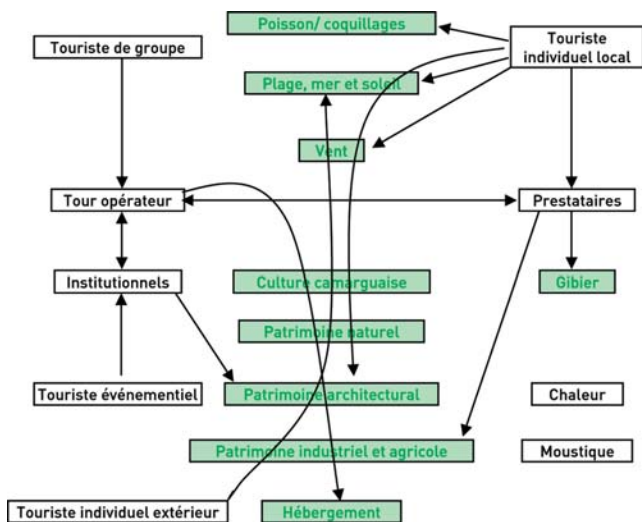 Poisson/ coquillages
Touriste de groupe
Touriste
individuel local
Plage, mer et soleil
Vent
Tour opérateur
Prestataires
Institutionnels
Culture camarguaise
Gibier
Patrimoine naturel
Touriste événementiel
Patrimoine architectural
Chaleur
Patrimoine industriel et agricole
Moustique
Touriste individuel extérieur
Hébergement